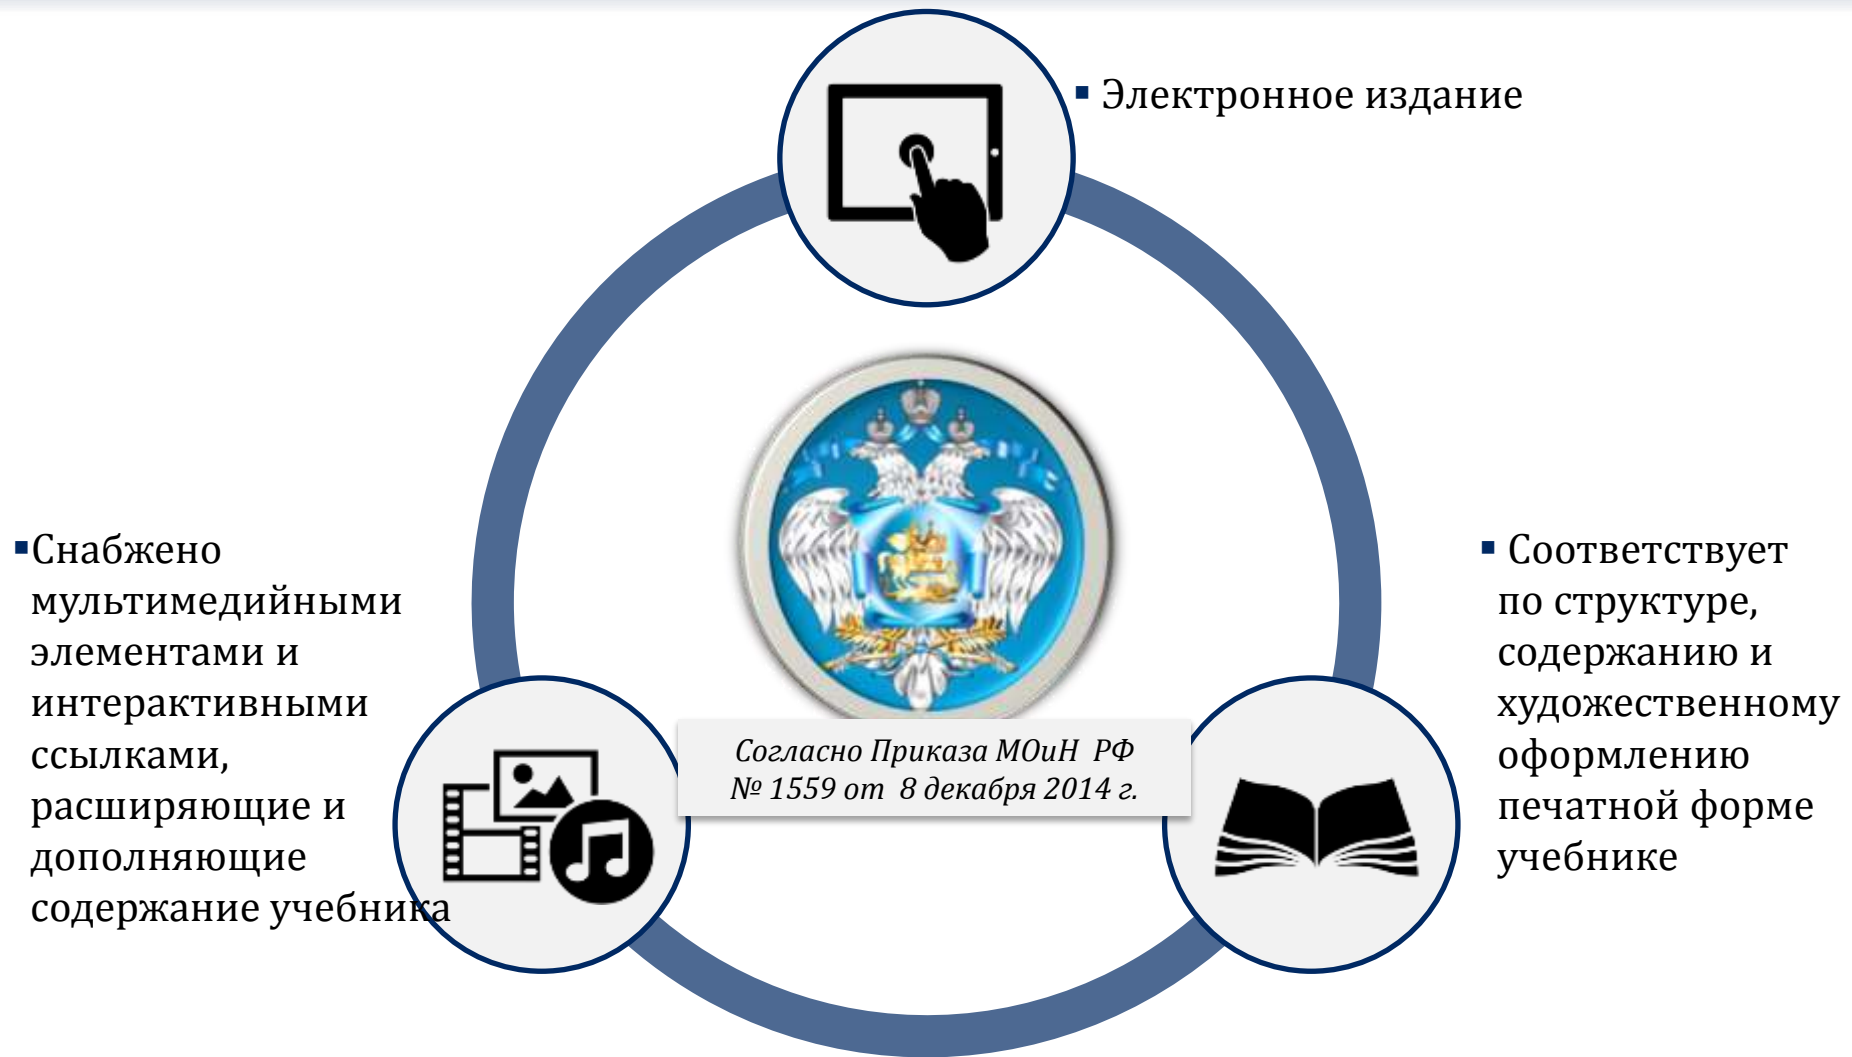 ▪ Электронное издание
▪Снабжено
мультимедийными
элементами и
интерактивными
ссылками,
расширяющие и
дополняющие
содержание учебника
Согласно Приказа МОиН РФ
№ 1559 от 8 декабря 2014 г.
▪ Соответствует
по структуре,
содержанию и
художественному
оформлению
печатной форме
учебнике